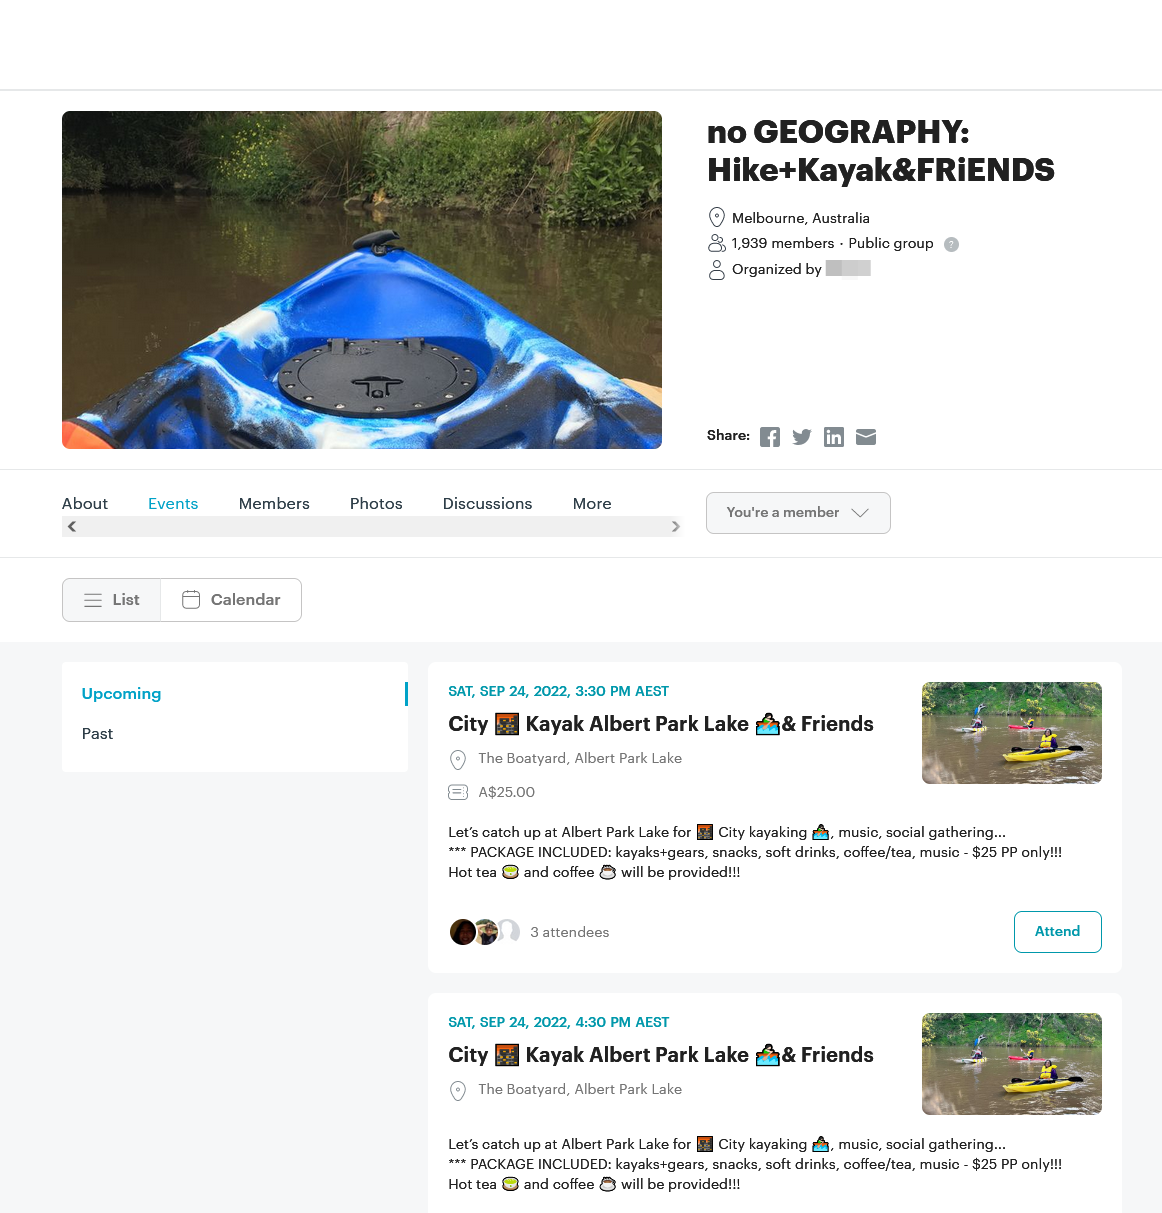 no GEOGRAPHY:
Hike+Kayak&FRiENDS
Melbourne, Australia
1,939 members · Public group ?
Organized by
Share:
About Events Members Photos Discussions More
You're a member
List Calendar
Upcoming
Past
SAT, SEP 24, 2022, 3:30 PM AEST
City 🌃 Kayak Albert Park Lake 🚣& Friends
The Boatyard, Albert Park Lake
A$25.00
Let’s catch up at Albert Park Lake for 🌃 City kayaking 🚣, music, social gathering...
*** PACKAGE INCLUDED: kayaks+gears, snacks, soft drinks, coffee/tea, music - $25 PP only!!!
Hot tea 🍵 and coffee ☕ will be provided!!!
3 attendees
Attend
SAT, SEP 24, 2022, 4:30 PM AEST
City 🌃 Kayak Albert Park Lake 🚣& Friends
The Boatyard, Albert Park Lake
Let’s catch up at Albert Park Lake for 🌃 City kayaking 🚣, music, social gathering...
*** PACKAGE INCLUDED: kayaks+gears, snacks, soft drinks, coffee/tea, music - $25 PP only!!!
Hot tea 🍵 and coffee ☕ will be provided!!!